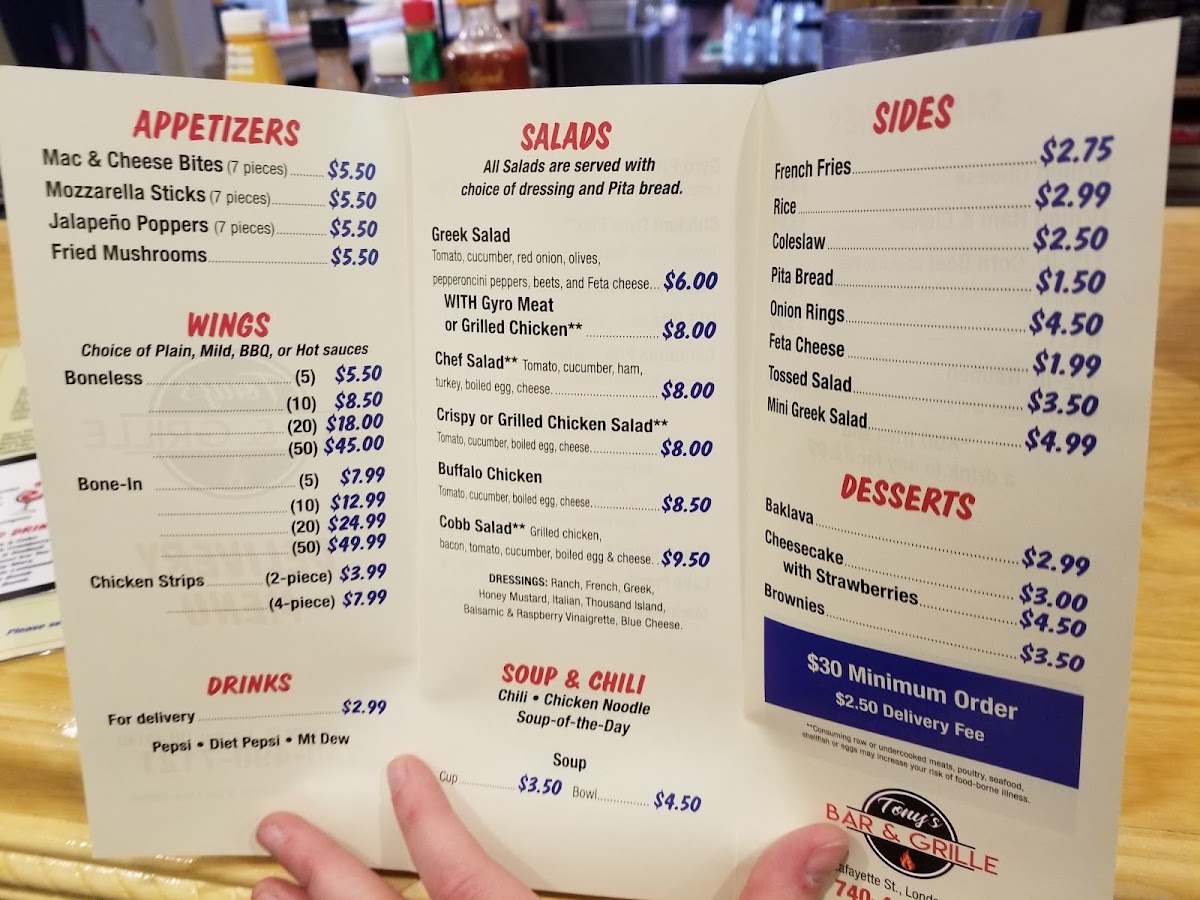 APPETIZERS
Mac & Cheese Bites (7 pieces) $5.50
Mozzarella Sticks (7 pieces) $5.50
Jalapeño Poppers (7 pieces) $5.50
Fried Mushrooms $5.50
WINGS
Choice of Plain, Mild, BBQ, or Hot sauces
Boneless (5) $5.50
(10) $8.50
(20) $18.00
(50) $45.00
Bone-In (5) $7.99
(10) $12.99
(20) $24.99
(50) $49.99
Chicken Strips (2-piece) $3.99
(4-piece) $7.99
DRINKS
For delivery $2.99
Pepsi • Diet Pepsi • Mt Dew
SALADS
All Salads are served with
choice of dressing and Pita bread.
Greek Salad
Tomato, cucumber, red onion, olives,
pepperoncini peppers, beets, and Feta cheese... $6.00
WITH Gyro Meat
or Grilled Chicken** $8.00
Chef Salad** Tomato, cucumber, ham,
turkey, boiled egg, cheese $8.00
Crispy or Grilled Chicken Salad**
Tomato, cucumber, boiled egg, cheese $8.00
Buffalo Chicken
Tomato, cucumber, boiled egg, cheese $8.50
Cobb Salad** Grilled chicken,
bacon, tomato, cucumber, boiled egg & cheese.. $9.50
DRESSINGS: Ranch, French, Greek,
Honey Mustard, Italian, Thousand Island,
Balsamic & Raspberry Vinaigrette, Blue Cheese.
SOUP & CHILI
Chili • Chicken Noodle
Soup-of-the-Day
Soup
Cup $3.50 Bowl $4.50
SIDES
French Fries $2.75
Rice $2.99
Coleslaw $2.50
Pita Bread $1.50
Onion Rings $4.50
Feta Cheese $1.99
Tossed Salad $3.50
Mini Greek Salad $4.99
DESSERTS
Baklava $2.99
Cheesecake $3.00
with Strawberries $4.50
Brownies $3.50
$30 Minimum Order
$2.50 Delivery Fee
**Consuming raw or undercooked meats, poultry, seafood,
shellfish or eggs may increase your risk of food-borne illness.
Tony's
BAR & GRILLE
Lafayette St., Lond
740-
Please se